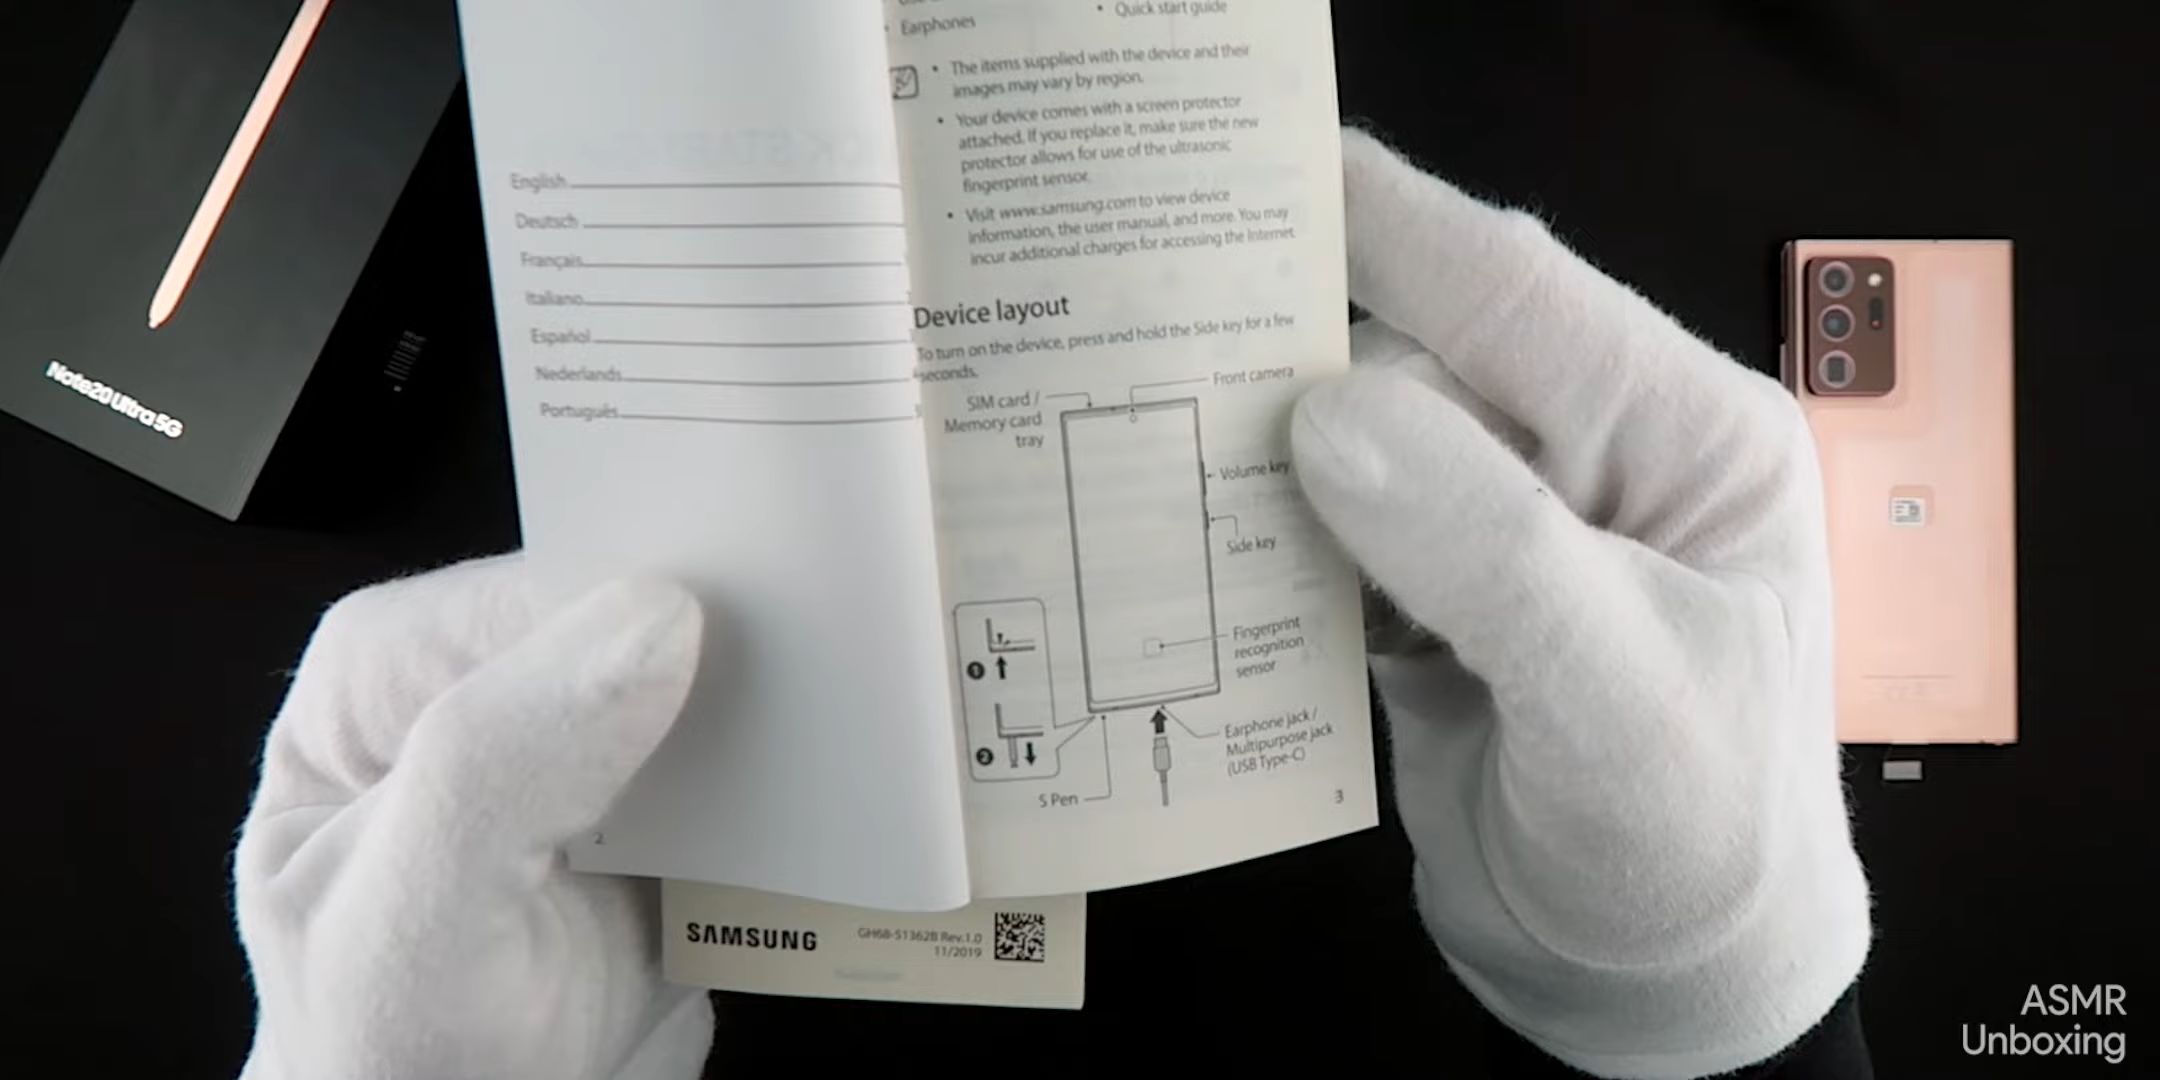 Note20 Ultra 5G
English
Deutsch
Français
Italiano
Español
Nederlands
Português
2
• Earphones
• Quick start guide
• The items supplied with the device and their
images may vary by region.
• Your device comes with a screen protector
attached. If you replace it, make sure the new
protector allows for use of the ultrasonic
fingerprint sensor.
• Visit www.samsung.com to view device
information, the user manual, and more. You may
incur additional charges for accessing the Internet.
Device layout
To turn on the device, press and hold the Side key for a few
seconds.
SIM card /
Memory card
tray
Front camera
Volume key
Side key
Fingerprint
recognition
sensor
1
2
Earphone jack /
Multipurpose jack
(USB Type-C)
S Pen
3
SAMSUNG
GH68-51362B Rev.1.0
11/2019
ASMR
Unboxing